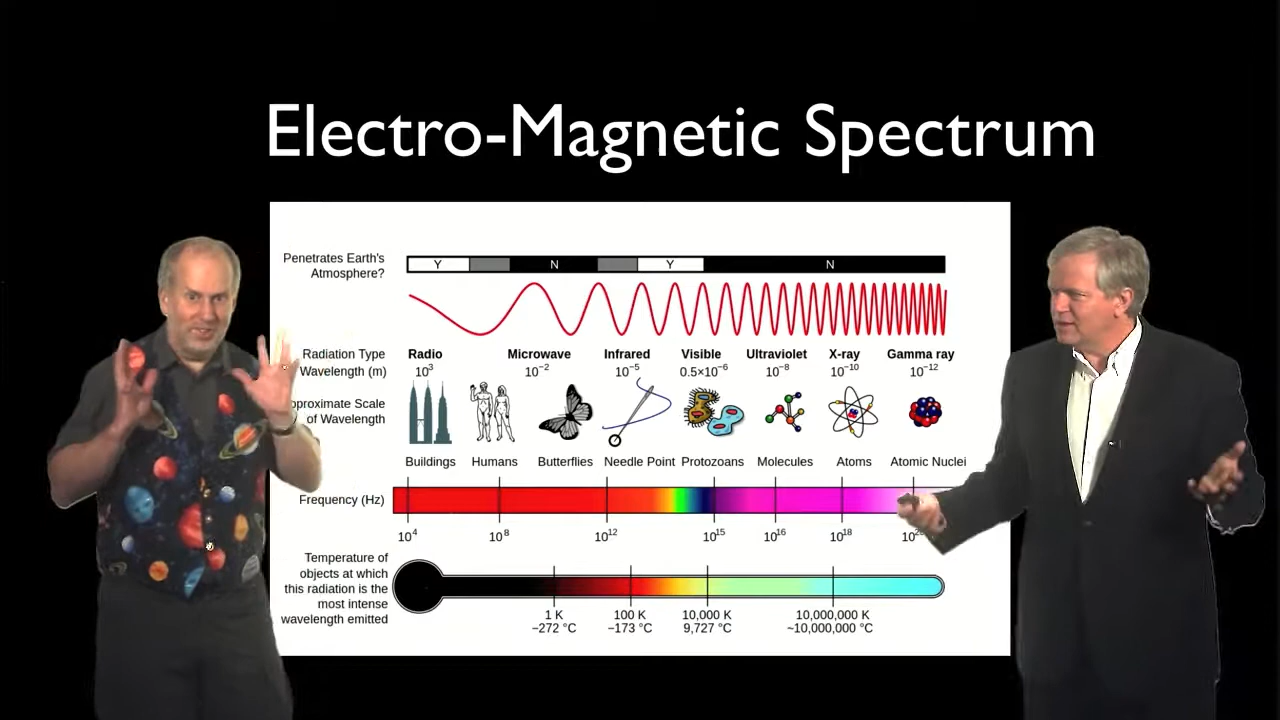 Electro-Magnetic Spectrum
Penetrates Earth's
Atmosphere?
Y N Y N
Radiation Type
Radio Microwave Infrared Visible Ultraviolet X-ray Gamma ray
Wavelength (m)
10³ 10⁻² 10⁻⁵ 0.5×10⁻⁶ 10⁻⁸ 10⁻¹⁰ 10⁻¹²
proximate Scale
of Wavelength
Buildings Humans Butterflies Needle Point Protozoans Molecules Atoms Atomic Nuclei
Frequency (Hz)
10⁴ 10⁸ 10¹² 10¹⁵ 10¹⁶ 10¹⁸
Temperature of
objects at which
this radiation is the
most intense
wavelength emitted
1 K 100 K 10,000 K 10,000,000 K
−272 °C −173 °C 9,727 °C ~10,000,000 °C